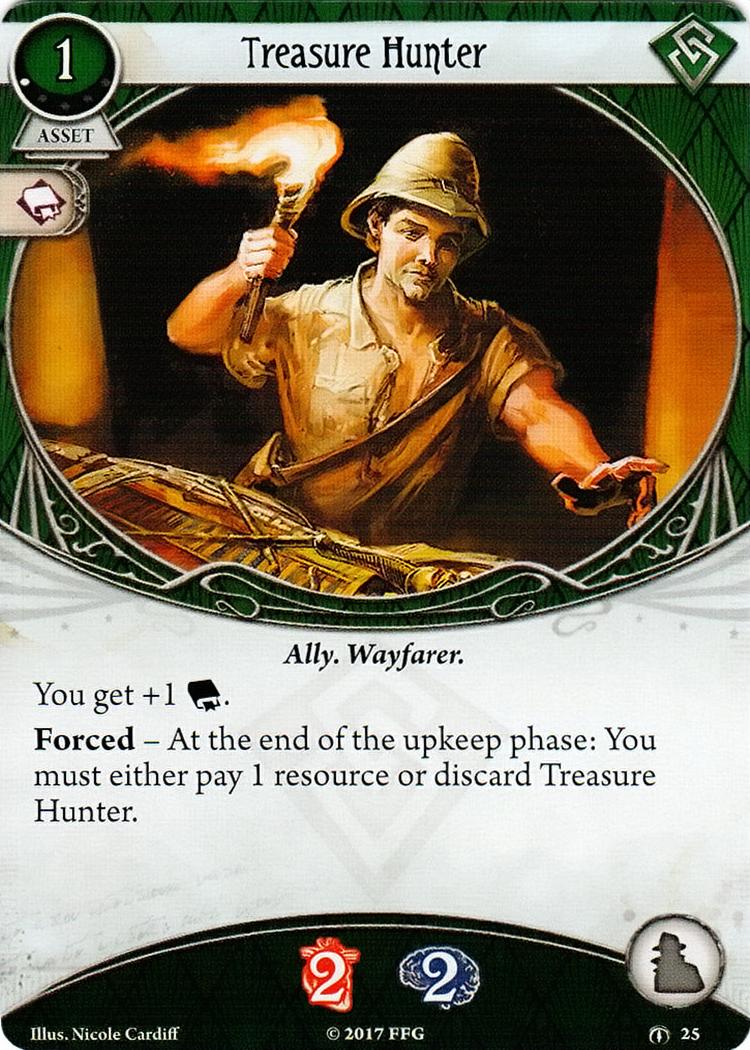 1
Treasure Hunter
ASSET
Ally. Wayfarer.
You get +1 .
Forced – At the end of the upkeep phase: You
must either pay 1 resource or discard Treasure
Hunter.
2 2
Illus. Nicole Cardiff © 2017 FFG 25